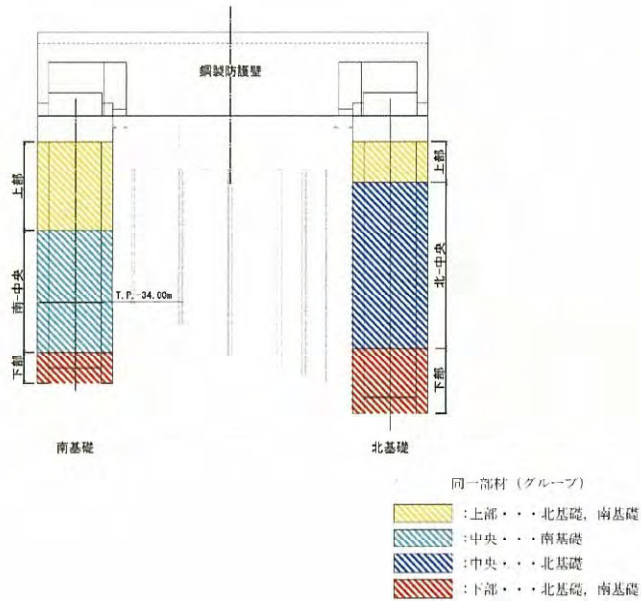 鋼製防護壁
上部
南-中央
下部
T.P.-34.00m
上部
北-中央
下部
南基礎
北基礎
同一部材（グループ）
：上部・・・北基礎，南基礎
：中央・・・南基礎
：中央・・・北基礎
：下部・・・北基礎，南基礎